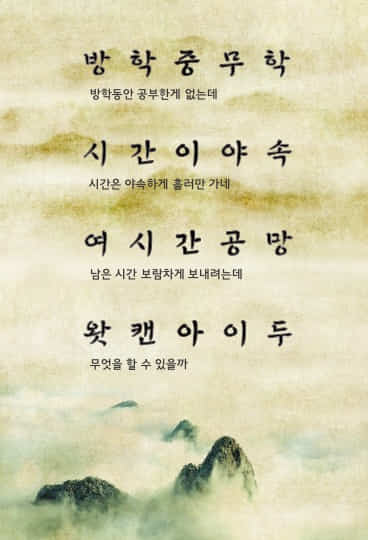 방 학 중 무 학
방학동안 공부한게 없는데
시 간 이 야 속
시간은 야속하게 흘러만 가네
여 시 간 공 망
남은 시간 보람차게 보내려는데
왓 캔 아 이 두
무엇을 할 수 있을까